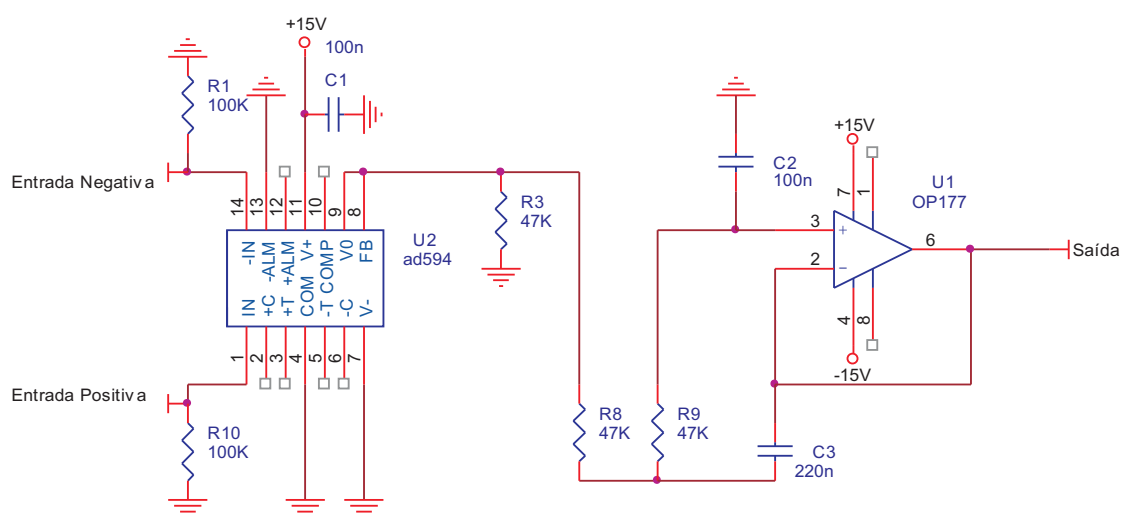 +15V
100n
C1
R1
100K
Entrada Negativa
14
13
12
11
10
9
8
-IN
-ALM
+ALM
V+
COMP
V0
FB
IN
+C
+T
COM
-T
-C
V-
1
2
3
4
5
6
7
U2
ad594
R3
47K
Entrada Positiva
R10
100K
C2
100n
+15V
7
1
U1
OP177
3
+
2
−
6
Saída
4
8
-15V
R8
47K
R9
47K
C3
220n